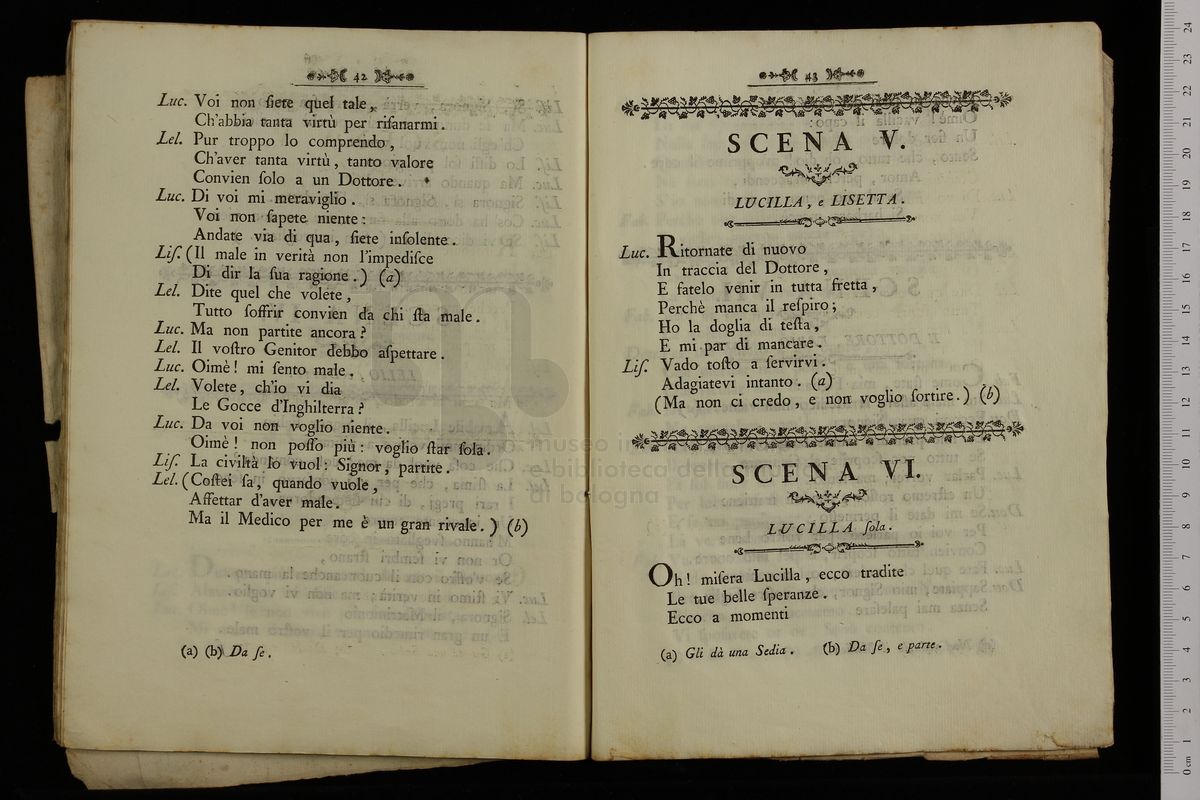 42
Luc. Voi non ſiete quel tale,
Ch'abbia tanta virtù per riſanarmi.
Lel. Pur troppo lo comprendo,
Ch'aver tanta virtù, tanto valore
Convien ſolo a un Dottore.
Luc. Di voi mi meraviglio.
Voi non ſapete niente:
Andate via di qua, ſiete inſolente.
Liſ. (Il male in verità non l'impediſce
Di dir la ſua ragione.) (a)
Lel. Dite quel che volete,
Tutto ſoffrir convien da chi ſta male.
Luc. Ma non partite ancora?
Lel. Il voſtro Genitor debbo aſpettare.
Luc. Oimè! mi ſento male.
Lel. Volete, ch'io vi dia
Le Gocce d'Inghilterra?
Luc. Da voi non voglio niente.
Oimè! non poſſo più: voglio ſtar ſola.
Liſ. La civiltà lo vuol: Signor, partite.
Lel. (Coſtei ſa, quando vuole,
Affettar d'aver male.
Ma il Medico per me è un gran rivale.) (b)
(a) (b) Da ſe.
43
SCENA V.
LUCILLA, e LISETTA.
Luc. Ritornate di nuovo
In traccia del Dottore,
E fatelo venir in tutta fretta,
Perchè manca il reſpiro;
Ho la doglia di teſta,
E mi par di mancare.
Liſ. Vado toſto a ſervirvi.
Adagiatevi intanto. (a)
(Ma non ci credo, e non voglio ſortire.) (b)
SCENA VI.
LUCILLA ſola.
Oh! miſera Lucilla, ecco tradite
Le tue belle ſperanze.
Ecco a momenti
(a) Gli dà una Sedia. (b) Da ſe, e parte.